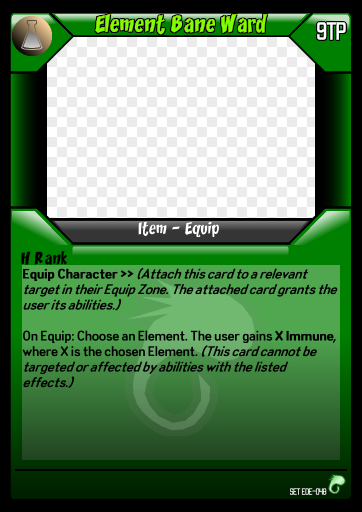 Element Bane Ward
9TP
Item - Equip
H Rank
Equip Character >> (Attach this card to a relevant
target in their Equip Zone. The attached card grants the
user its abilities.)
On Equip: Choose an Element. The user gains X Immune,
where X is the chosen Element. (This card cannot be
targeted or affected by abilities with the listed
effects.)
SET EOE-048